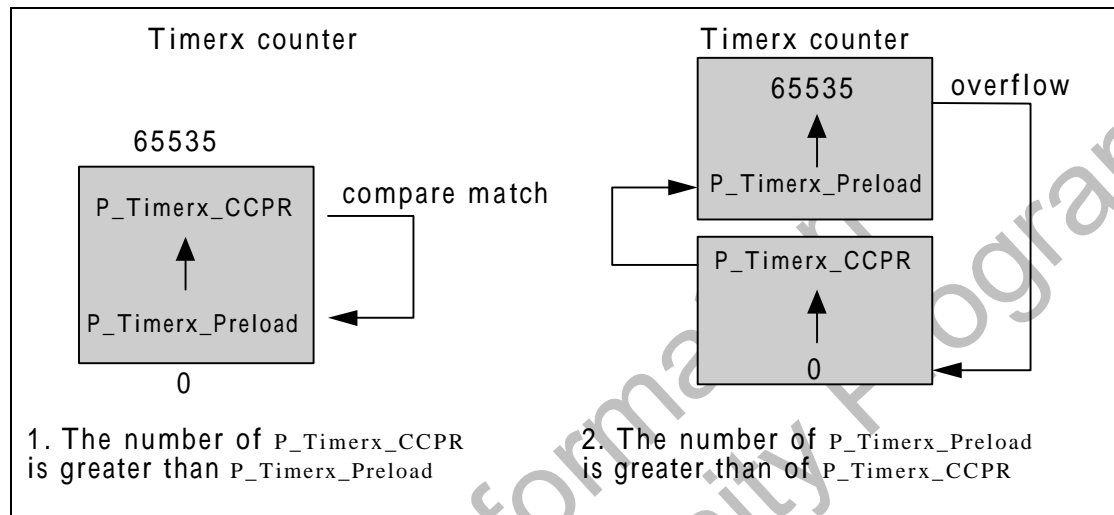 Timerx counter
65535
P_Timerx_CCPR
P_Timerx_Preload
0
compare match
1. The number of P_Timerx_CCPR
is greater than P_Timerx_Preload
Timerx counter
65535
P_Timerx_Preload
overflow
P_Timerx_CCPR
0
2. The number of P_Timerx_Preload
is greater than of P_Timerx_CCPR